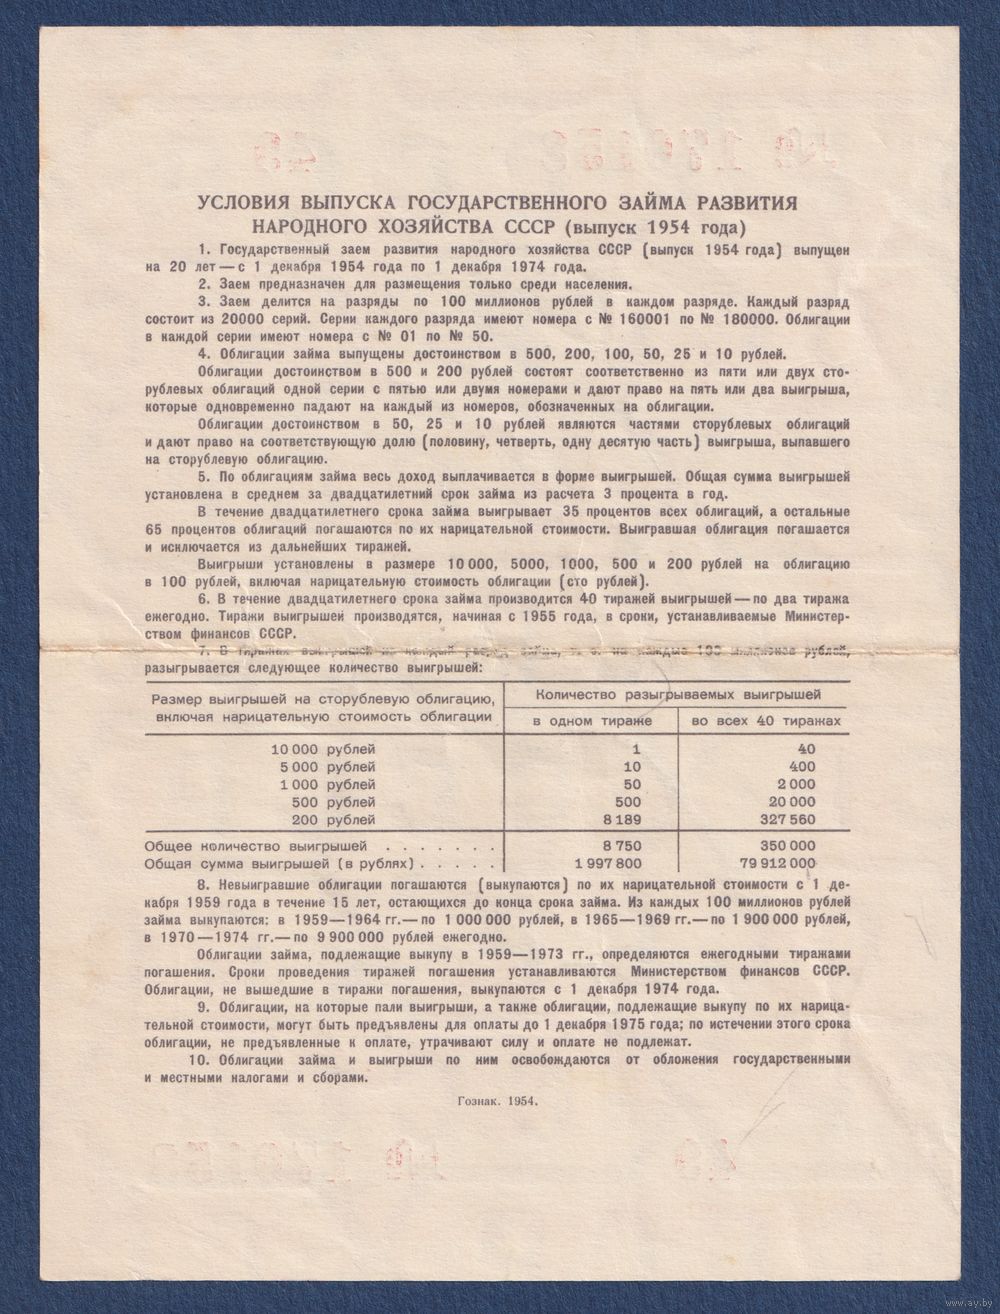 УСЛОВИЯ ВЫПУСКА ГОСУДАРСТВЕННОГО ЗАЙМА РАЗВИТИЯ
НАРОДНОГО ХОЗЯЙСТВА СССР (выпуск 1954 года)
1. Государственный заем развития народного хозяйства СССР (выпуск 1954 года) выпущен
на 20 лет — с 1 декабря 1954 года по 1 декабря 1974 года.
2. Заем предназначен для размещения только среди населения.
3. Заем делится на разряды по 100 миллионов рублей в каждом разряде. Каждый разряд
состоит из 20000 серий. Серии каждого разряда имеют номера с № 160001 по № 180000. Облигации
в каждой серии имеют номера с № 01 по № 50.
4. Облигации займа выпущены достоинством в 500, 200, 100, 50, 25 и 10 рублей.
Облигации достоинством в 500 и 200 рублей состоят соответственно из пяти или двух сто-
рублевых облигаций одной серии с пятью или двумя номерами и дают право на пять или два выигрыша,
которые одновременно падают на каждый из номеров, обозначенных на облигации.
Облигации достоинством в 50, 25 и 10 рублей являются частями сторублевых облигаций
и дают право на соответствующую долю (половину, четверть, одну десятую часть) выигрыша, выпавшего
на сторублевую облигацию.
5. По облигациям займа весь доход выплачивается в форме выигрышей. Общая сумма выигрышей
установлена в среднем за двадцатилетний срок займа из расчета 3 процента в год.
В течение двадцатилетнего срока займа выигрывает 35 процентов всех облигаций, а остальные
65 процентов облигаций погашаются по их нарицательной стоимости. Выигравшая облигация погашается
и исключается из дальнейших тиражей.
Выигрыши установлены в размере 10 000, 5000, 1000, 500 и 200 рублей на облигацию
в 100 рублей, включая нарицательную стоимость облигации (сто рублей).
6. В течение двадцатилетнего срока займа производится 40 тиражей выигрышей — по два тиража
ежегодно. Тиражи выигрышей производятся, начиная с 1955 года, в сроки, устанавливаемые Министер-
ством финансов СССР.
7. В тиражах выигрышей на каждый разряд займа, т. е. на каждые 100 миллионов рублей,
разыгрывается следующее количество выигрышей:
Размер выигрышей на сторублевую облигацию, включая нарицательную стоимость облигации
Количество разыгрываемых выигрышей
в одном тираже во всех 40 тиражах
10 000 рублей 1 40
5 000 рублей 10 400
1 000 рублей 50 2 000
500 рублей 500 20 000
200 рублей 8 189 327 560
Общее количество выигрышей . . . . . . . 8 750 350 000
Общая сумма выигрышей (в рублях) . . . . . 1 997 800 79 912 000
8. Невыигравшие облигации погашаются (выкупаются) по их нарицательной стоимости с 1 де-
кабря 1959 года в течение 15 лет, остающихся до конца срока займа. Из каждых 100 миллионов рублей
займа выкупаются: в 1959—1964 гг. — по 1 000 000 рублей, в 1965—1969 гг. — по 1 900 000 рублей,
в 1970—1974 гг. — по 9 900 000 рублей ежегодно.
Облигации займа, подлежащие выкупу в 1959—1973 гг., определяются ежегодными тиражами
погашения. Сроки проведения тиражей погашения устанавливаются Министерством финансов СССР.
Облигации, не вышедшие в тиражи погашения, выкупаются с 1 декабря 1974 года.
9. Облигации, на которые пали выигрыши, а также облигации, подлежащие выкупу по их нарица-
тельной стоимости, могут быть предъявлены для оплаты до 1 декабря 1975 года; по истечении этого срока
облигации, не предъявленные к оплате, утрачивают силу и оплате не подлежат.
10. Облигации займа и выигрыши по ним освобождаются от обложения государственными
и местными налогами и сборами.
Гознак. 1954.
www.ay.by